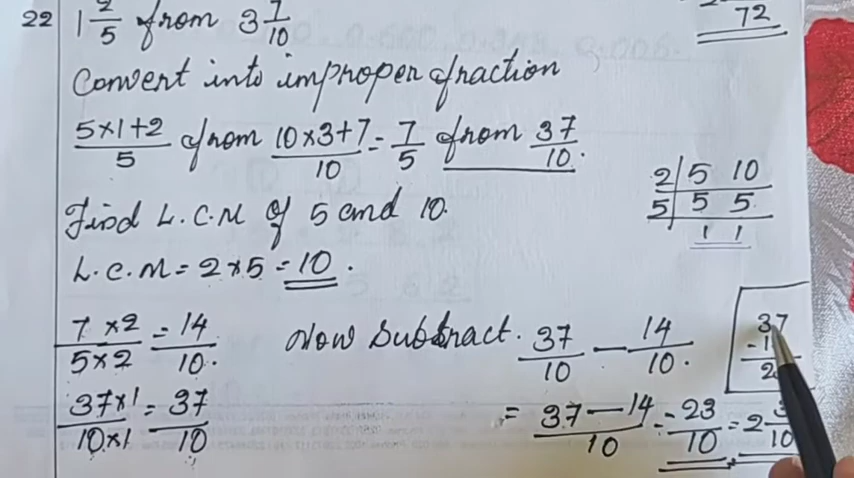 72
22 1 2/5 from 3 7/10
Convert into improper fraction
5×1+2/5 from 10×3+7/10 = 7/5 from 37/10.
2 | 5 10
5 | 5 5
1 1
Find L.C.M of 5 and 10.
L.C.M = 2×5 = 10.
7×2/5×2 = 14/10. Now Subtract. 37/10 — 14/10.
37×1/10×1 = 37/10
= 37—14/10 = 23/10 = 2 3/10
37